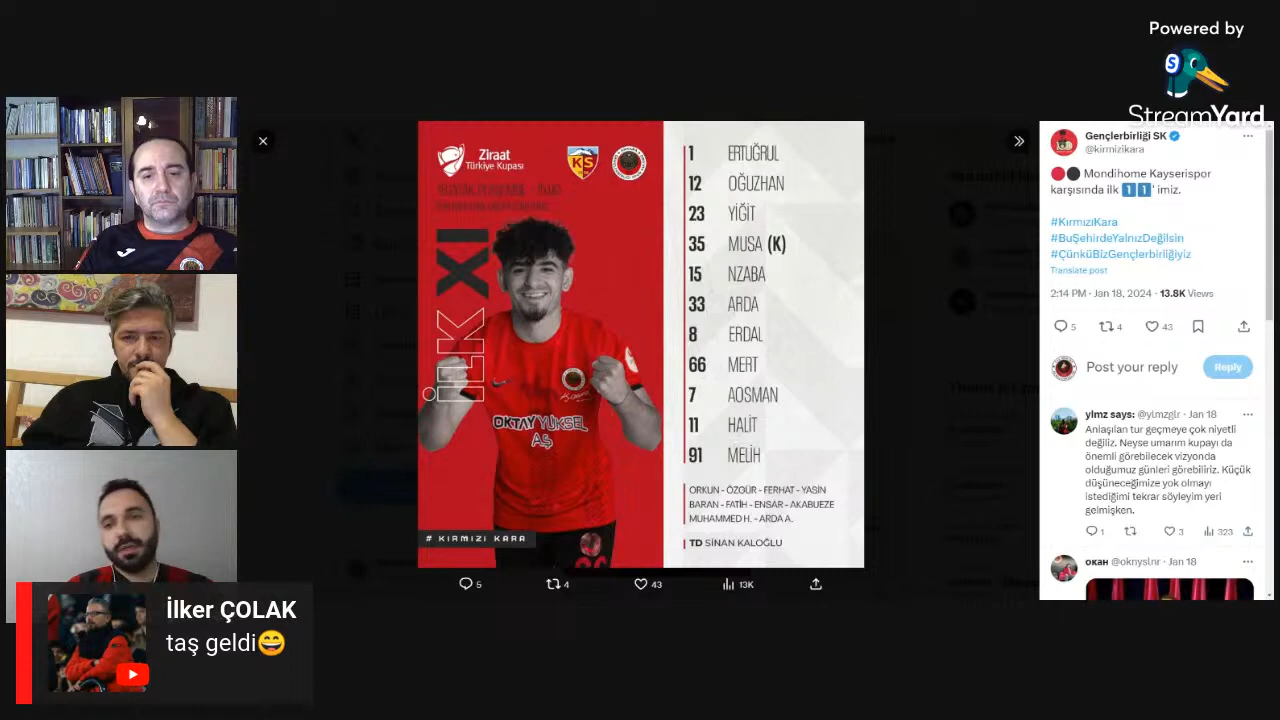 Powered by
StreamYard
Ziraat
Türkiye Kupası
İLK XI
OKTAY YÜKSEL
AŞ
# KIRMIZI KARA
1 ERTUĞRUL
12 OĞUZHAN
23 YİĞİT
35 MUSA (K)
15 NZABA
33 ARDA
8 ERDAL
66 MERT
7 AOSMAN
11 HALİT
91 MELİH
ORKUN - ÖZGÜR - FERHAT - YASİN
BARAN - FATİH - ENSAR - AKABUEZE
MUHAMMED H. - ARDA A.
TD SİNAN KALOĞLU
5 4 43 13K
Gençlerbirliği SK
@kirmizikara
🔴⚫ Mondihome Kayserispor
karşısında ilk 1️⃣1️⃣' imiz.
#KırmızıKara
#BuŞehirdeYalnızDeğilsin
#ÇünküBizGençlerbirliğiyiz
Translate post
2:14 PM · Jan 18, 2024 · 13.8K Views
5 4 43
Post your reply
Reply
ylmz says: @ylmzglr · Jan 18
Anlaşılan tur geçmeye çok niyetli
değiliz. Neyse umarım kupayı da
önemli görebilecek vizyonda
olduğumuz günleri görebiliriz. Küçük
düşüneceğimize yok olmayı
istediğimi tekrar söyleyim yeri
gelmişken.
1 3 323
окан @oknyslnr · Jan 18
İlker ÇOLAK
taş geldi😄